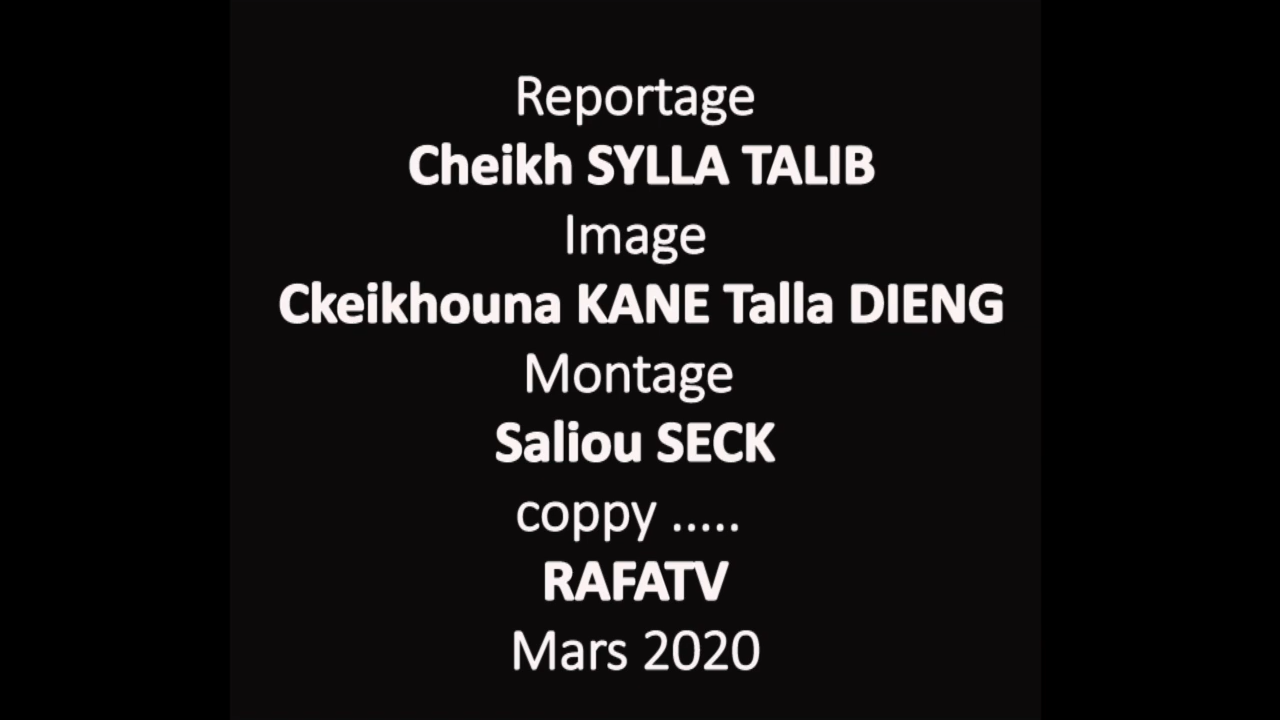 Reportage
Cheikh SYLLA TALIB
Image
Ckeikhouna KANE Talla DIENG
Montage
Saliou SECK
coppy .....
RAFATV
Mars 2020